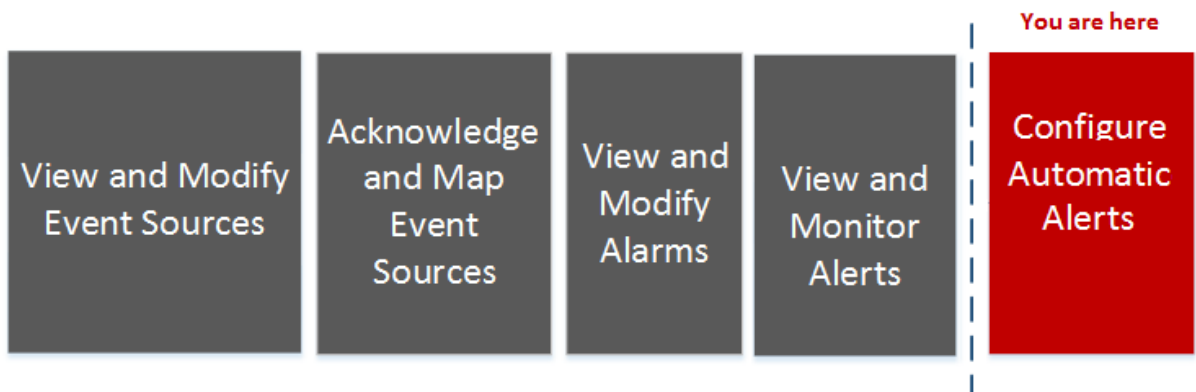 You are here
View and Modify
Event Sources
Acknowledge
and Map
Event
Sources
View and
Modify
Alarms
View and
Monitor
Alerts
Configure
Automatic
Alerts